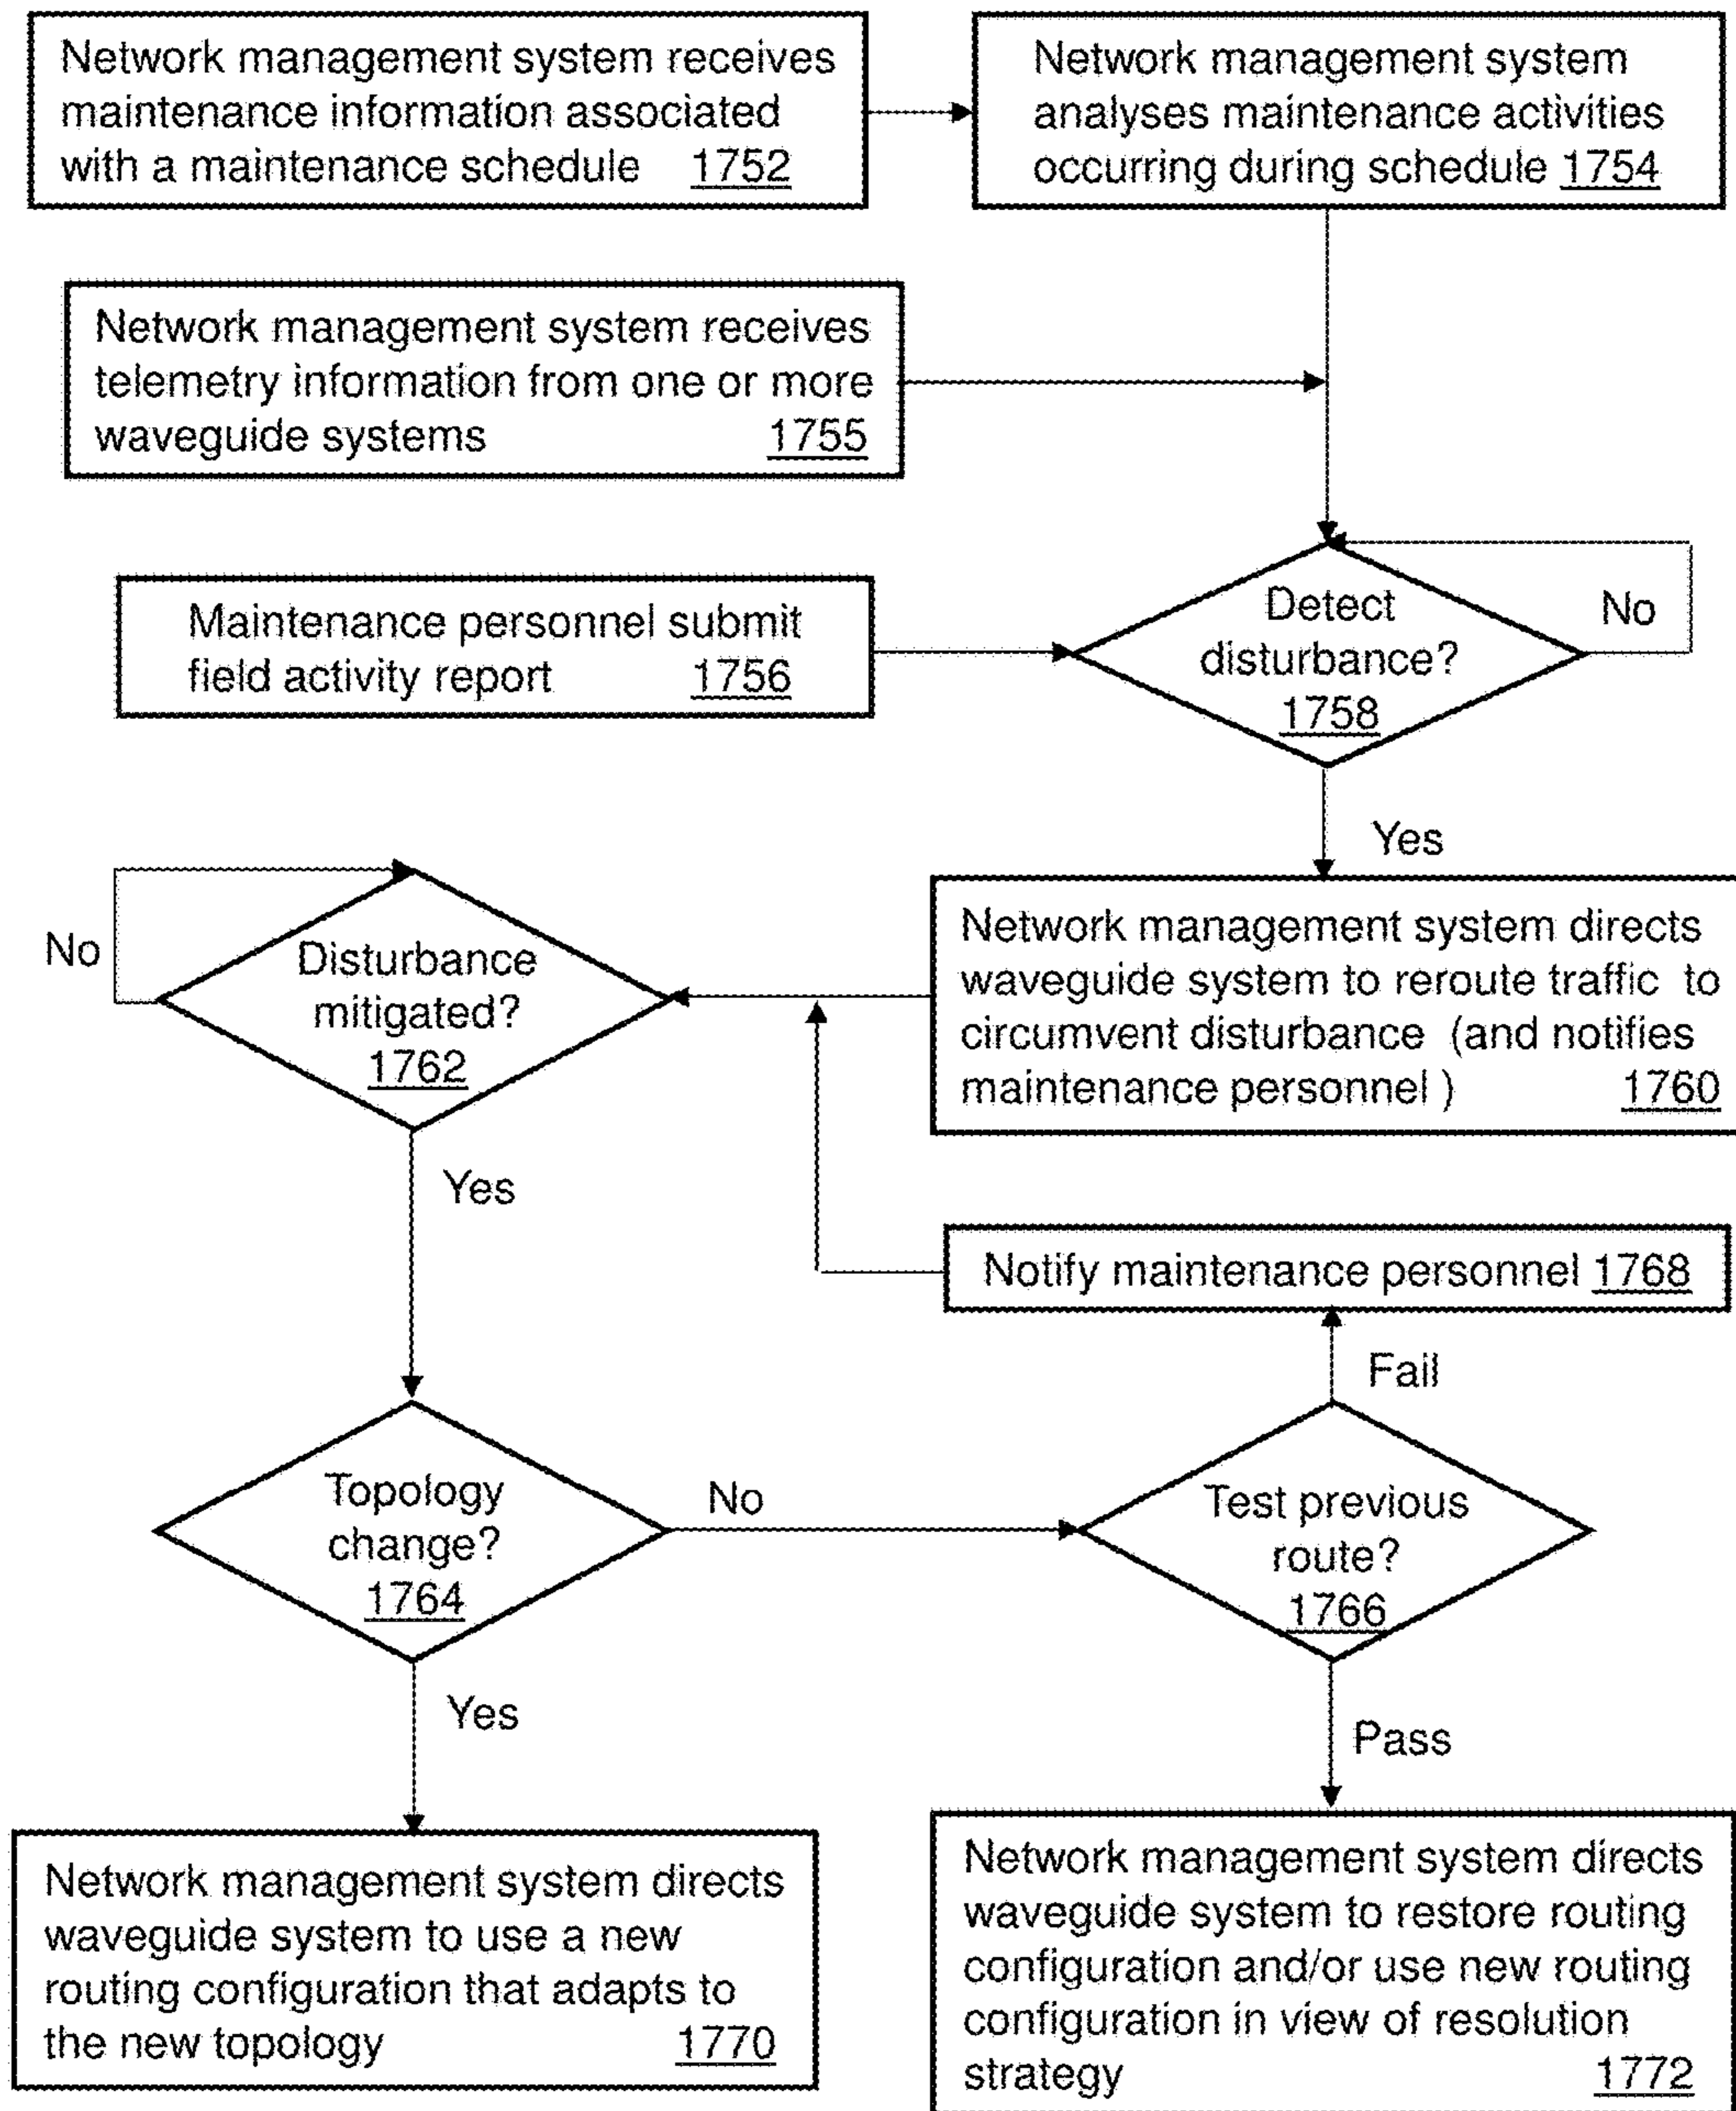 Network management system receives
maintenance information associated
with a maintenance schedule 1752
Network management system
analyses maintenance activities
occurring during schedule 1754
Network management system receives
telemetry information from one or more
waveguide systems 1755
Maintenance personnel submit
field activity report 1756
Detect
disturbance?
1758
No
Yes
Network management system directs
waveguide system to reroute traffic to
circumvent disturbance (and notifies
maintenance personnel ) 1760
No
Disturbance
mitigated?
1762
Yes
Notify maintenance personnel 1768
Fail
Topology
change?
1764
No
Test previous
route?
1766
Yes
Pass
Network management system directs
waveguide system to use a new
routing configuration that adapts to
the new topology 1770
Network management system directs
waveguide system to restore routing
configuration and/or use new routing
configuration in view of resolution
strategy 1772